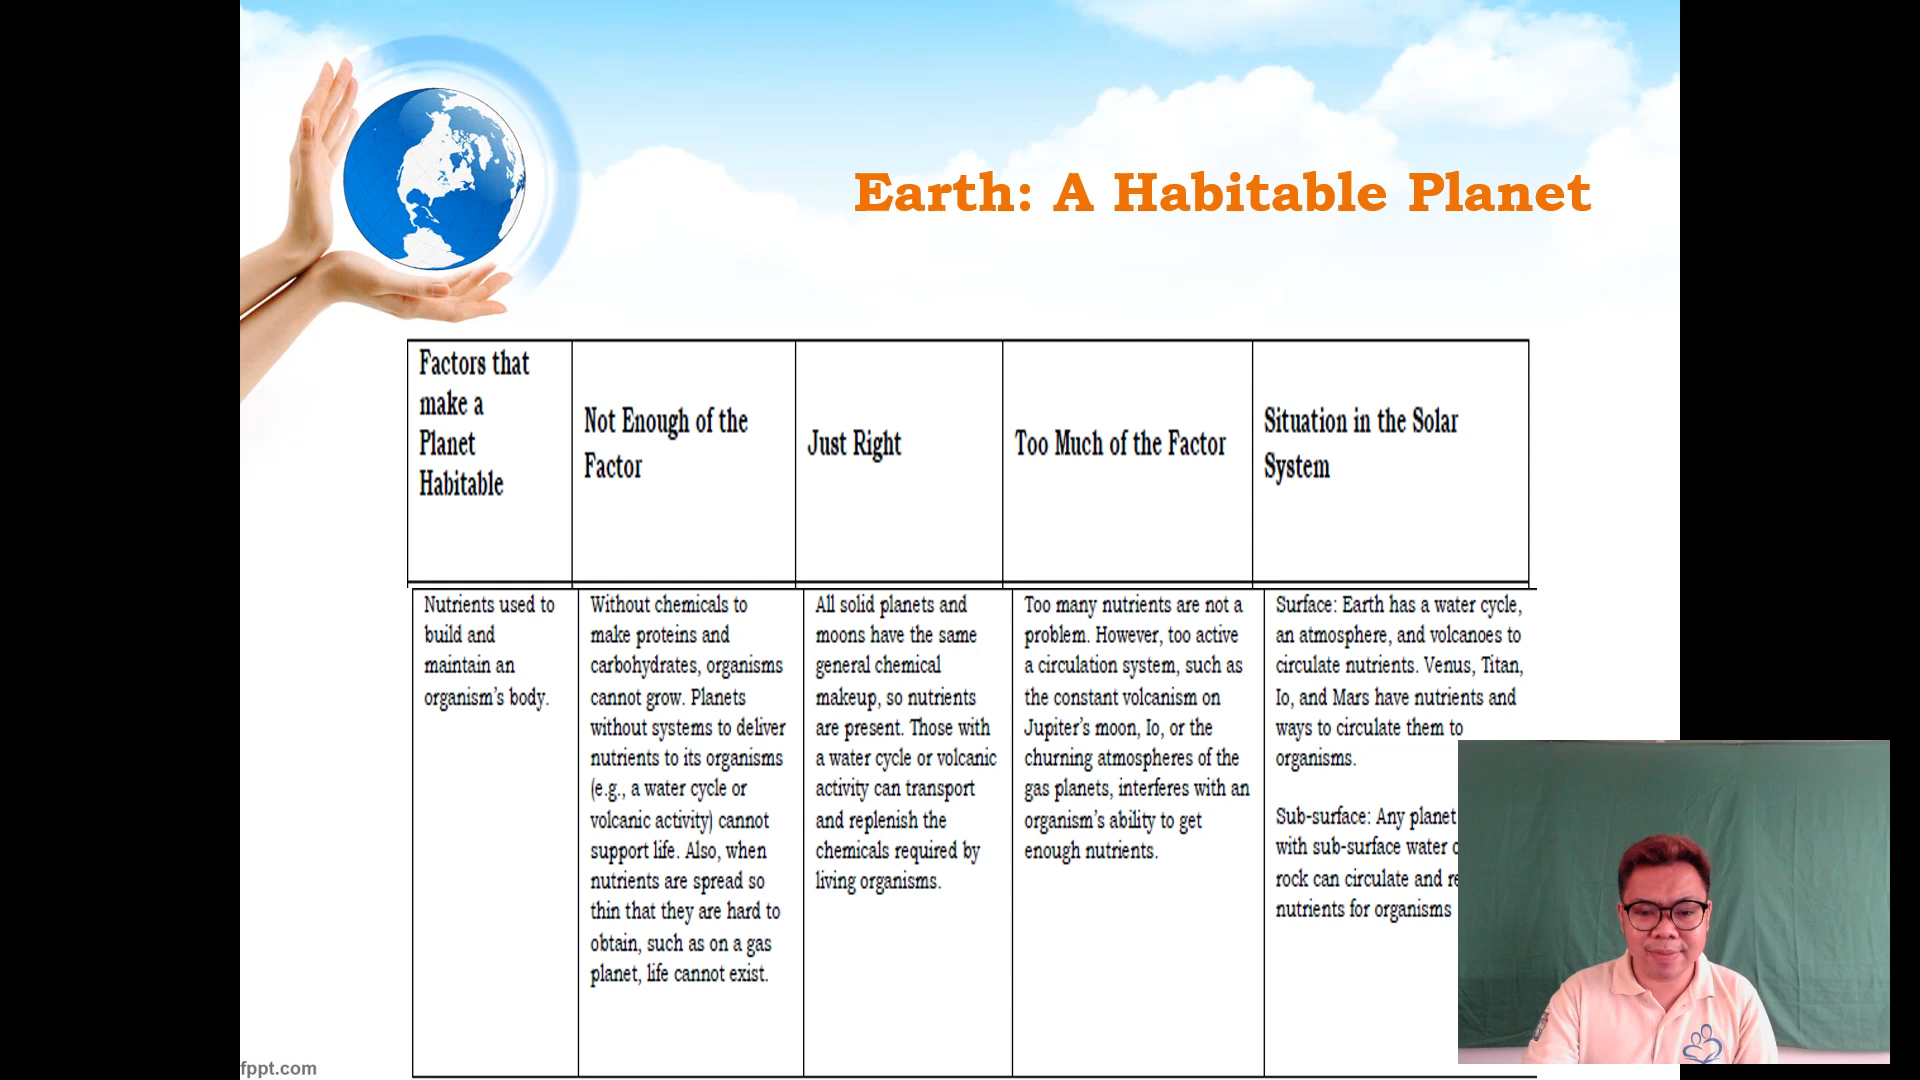 Earth: A Habitable Planet
Factors that
make a
Planet
Habitable
Not Enough of the
Factor
Just Right
Too Much of the Factor
Situation in the Solar
System
Nutrients used to
build and
maintain an
organism's body.
Without chemicals to
make proteins and
carbohydrates, organisms
cannot grow. Planets
without systems to deliver
nutrients to its organisms
(e.g., a water cycle or
volcanic activity) cannot
support life. Also, when
nutrients are spread so
thin that they are hard to
obtain, such as on a gas
planet, life cannot exist.
All solid planets and
moons have the same
general chemical
makeup, so nutrients
are present. Those with
a water cycle or volcanic
activity can transport
and replenish the
chemicals required by
living organisms.
Too many nutrients are not a
problem. However, too active
a circulation system, such as
the constant volcanism on
Jupiter's moon, Io, or the
churning atmospheres of the
gas planets, interferes with an
organism's ability to get
enough nutrients.
Surface: Earth has a water cycle,
an atmosphere, and volcanoes to
circulate nutrients. Venus, Titan,
Io, and Mars have nutrients and
ways to circulate them to
organisms.
Sub-surface: Any planet
with sub-surface water
rock can circulate and
nutrients for organisms
fppt.com